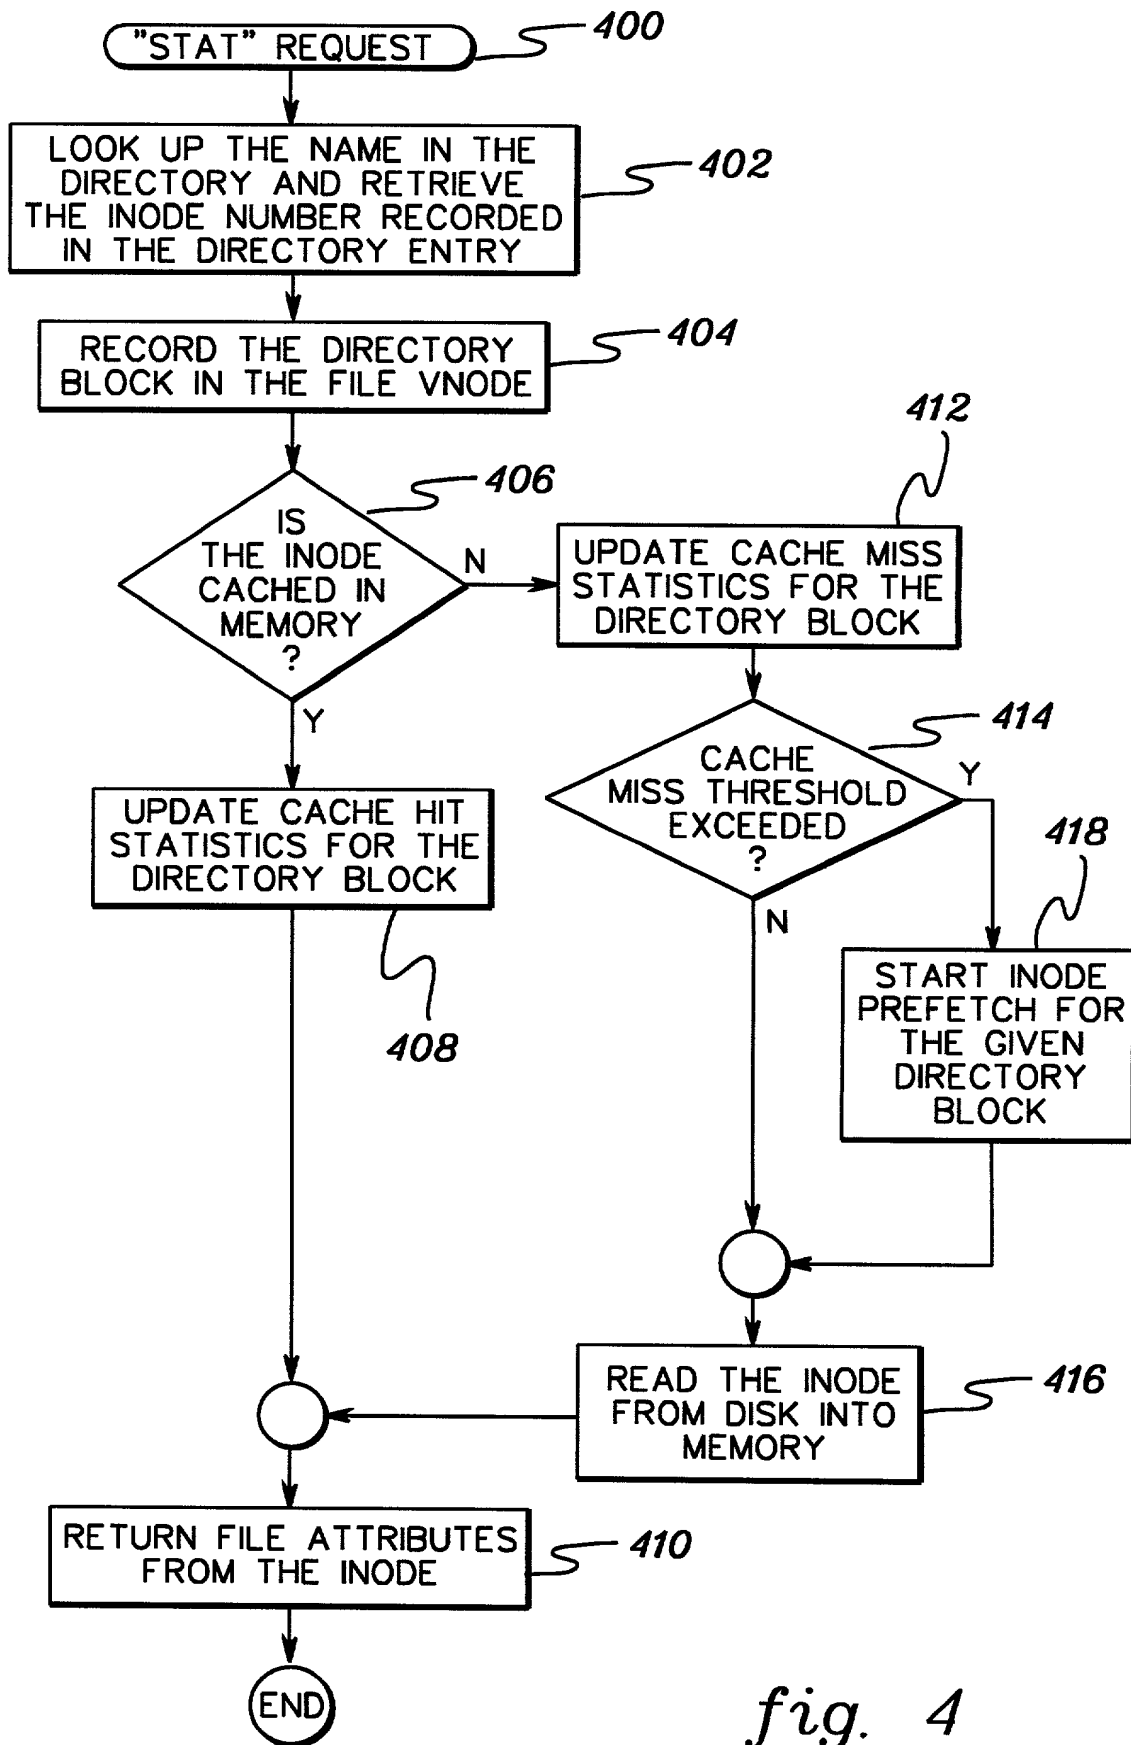 "STAT" REQUEST
400
LOOK UP THE NAME IN THE
DIRECTORY AND RETRIEVE
THE INODE NUMBER RECORDED
IN THE DIRECTORY ENTRY
402
RECORD THE DIRECTORY
BLOCK IN THE FILE VNODE
404
IS
THE INODE
CACHED IN
MEMORY
?
406
N
Y
412
UPDATE CACHE MISS
STATISTICS FOR THE
DIRECTORY BLOCK
CACHE
MISS THRESHOLD
EXCEEDED
?
414
Y
N
UPDATE CACHE HIT
STATISTICS FOR THE
DIRECTORY BLOCK
408
418
START INODE
PREFETCH FOR
THE GIVEN
DIRECTORY
BLOCK
READ THE INODE
FROM DISK INTO
MEMORY
416
RETURN FILE ATTRIBUTES
FROM THE INODE
410
END
fig. 4